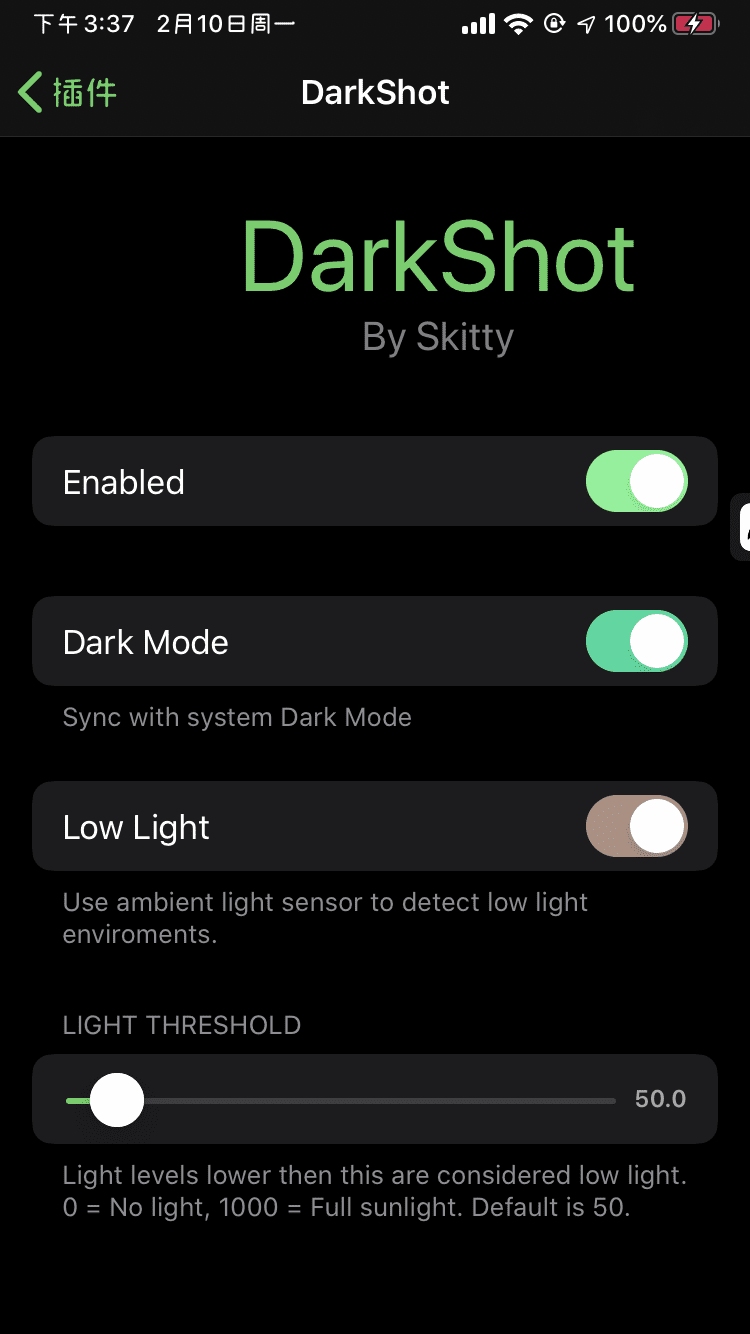 下午3:37 2月10日周一 100%
插件 DarkShot
DarkShot
By Skitty
Enabled
Dark Mode
Sync with system Dark Mode
Low Light
Use ambient light sensor to detect low light
enviroments.
LIGHT THRESHOLD
50.0
Light levels lower then this are considered low light.
0 = No light, 1000 = Full sunlight. Default is 50.